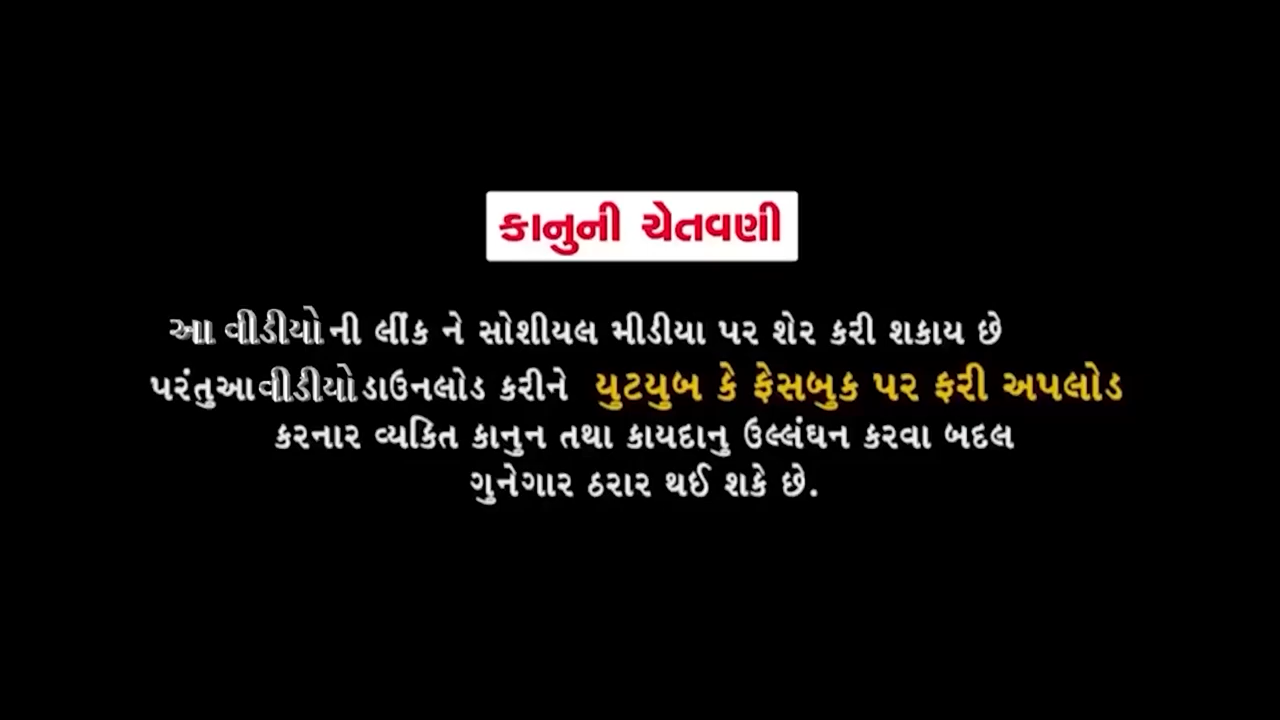 કાનુની ચેતવણી
આ વીડીયો ની લીંક ને સોશીયલ મીડીયા પર શેર કરી શકાય છે
પરંતુઆ વીડીયો ડાઉનલોડ કરીને યુટયુબ કે ફેસબુક પર ફરી અપલોડ
કરનાર વ્યકિત કાનુન તથા કાયદાનુ ઉલ્લંઘન કરવા બદલ
ગુનેગાર ઠરાર થઈ શકે છે.